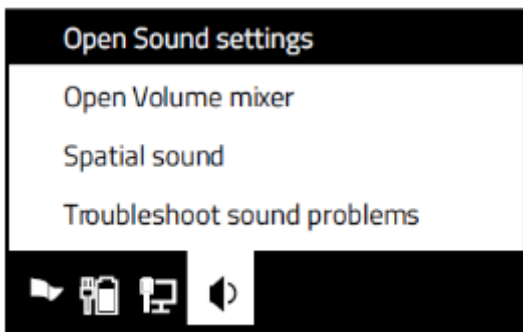 Open Sound settings
Open Volume mixer
Spatial sound
Troubleshoot sound problems